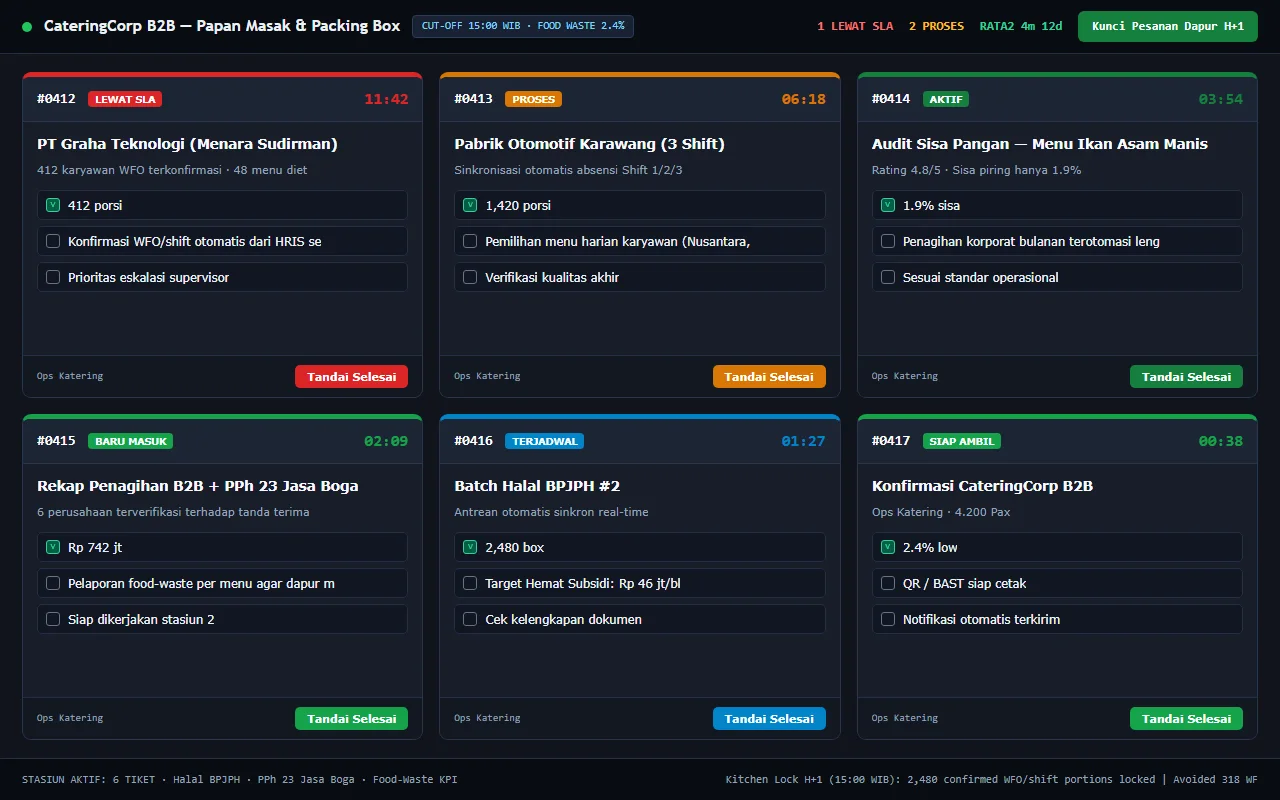 CateringCorp B2B — Papan Masak & Packing Box
CUT-OFF 15:00 WIB · FOOD WASTE 2.4%
1 LEWAT SLA
2 PROSES
RATA2 4m 12d
Kunci Pesanan Dapur H+1
#0412 LEWAT SLA 11:42
PT Graha Teknologi (Menara Sudirman)
412 karyawan WFO terkonfirmasi · 48 menu diet
412 porsi
Konfirmasi WFO/shift otomatis dari HRIS se
Prioritas eskalasi supervisor
Ops Katering
Tandai Selesai
#0413 PROSES 06:18
Pabrik Otomotif Karawang (3 Shift)
Sinkronisasi otomatis absensi Shift 1/2/3
1,420 porsi
Pemilihan menu harian karyawan (Nusantara,
Verifikasi kualitas akhir
Ops Katering
Tandai Selesai
#0414 AKTIF 03:54
Audit Sisa Pangan — Menu Ikan Asam Manis
Rating 4.8/5 · Sisa piring hanya 1.9%
1.9% sisa
Penagihan korporat bulanan terotomasi leng
Sesuai standar operasional
Ops Katering
Tandai Selesai
#0415 BARU MASUK 02:09
Rekap Penagihan B2B + PPh 23 Jasa Boga
6 perusahaan terverifikasi terhadap tanda terima
Rp 742 jt
Pelaporan food-waste per menu agar dapur m
Siap dikerjakan stasiun 2
Ops Katering
Tandai Selesai
#0416 TERJADWAL 01:27
Batch Halal BPJPH #2
Antrean otomatis sinkron real-time
2,480 box
Target Hemat Subsidi: Rp 46 jt/bl
Cek kelengkapan dokumen
Ops Katering
Tandai Selesai
#0417 SIAP AMBIL 00:38
Konfirmasi CateringCorp B2B
Ops Katering · 4.200 Pax
2.4% low
QR / BAST siap cetak
Notifikasi otomatis terkirim
Ops Katering
Tandai Selesai
STASIUN AKTIF: 6 TIKET · Halal BPJPH · PPh 23 Jasa Boga · Food-Waste KPI
Kitchen Lock H+1 (15:00 WIB): 2,480 confirmed WFO/shift portions locked | Avoided 318 WF